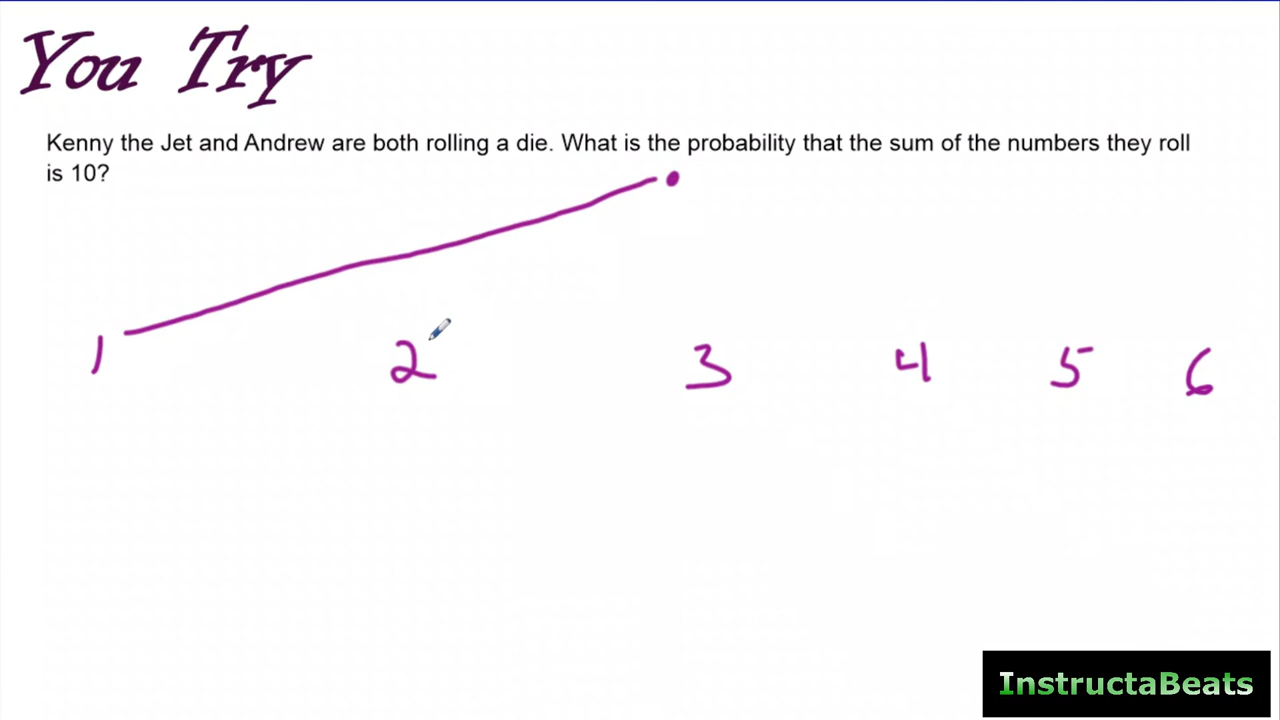 You Try
Kenny the Jet and Andrew are both rolling a die. What is the probability that the sum of the numbers they roll
is 10?
1 2 3 4 5 6
InstructaBeats